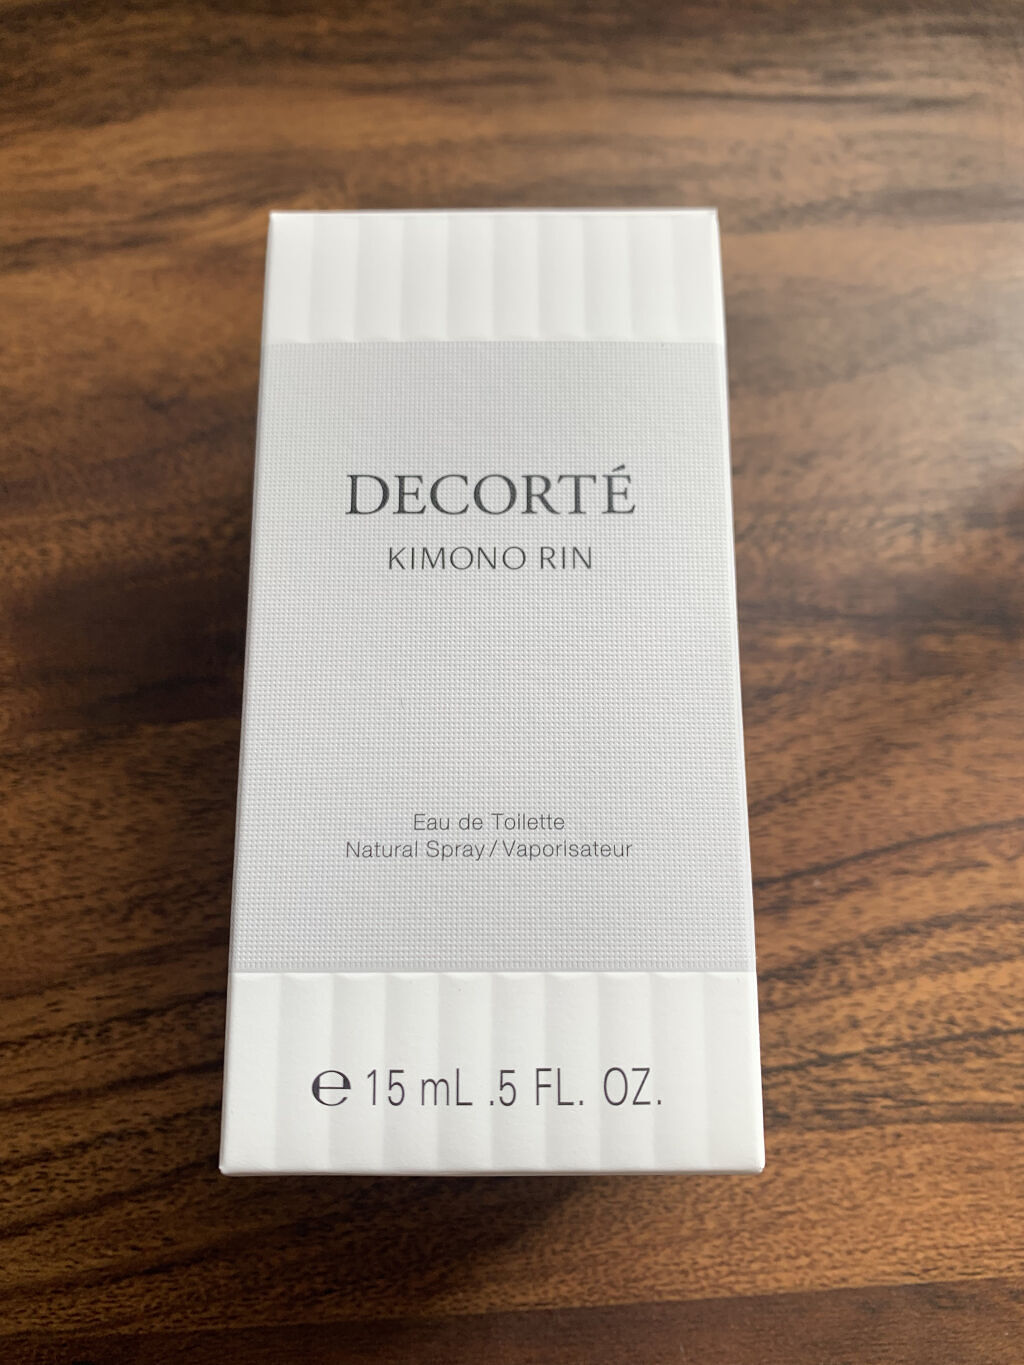 DECORTÉ
KIMONO RIN
Eau de Toilette
Natural Spray/Vaporisateur
℮ 15 mL .5 FL. OZ.